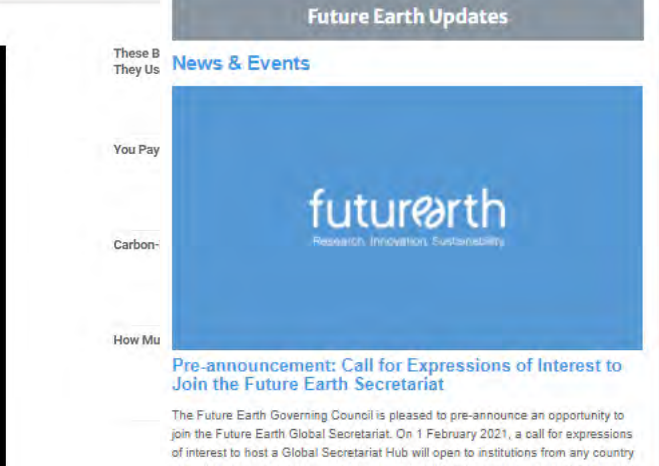 Future Earth Updates
These B
They Us
News & Events
You Pay
futurearth
Research. Innovation. Sustainability.
Carbon-
How Mu
Pre-announcement: Call for Expressions of Interest to
Join the Future Earth Secretariat
The Future Earth Governing Council is pleased to pre-announce an opportunity to
join the Future Earth Global Secretariat. On 1 February 2021, a call for expressions
of interest to host a Global Secretariat Hub will open to institutions from any country